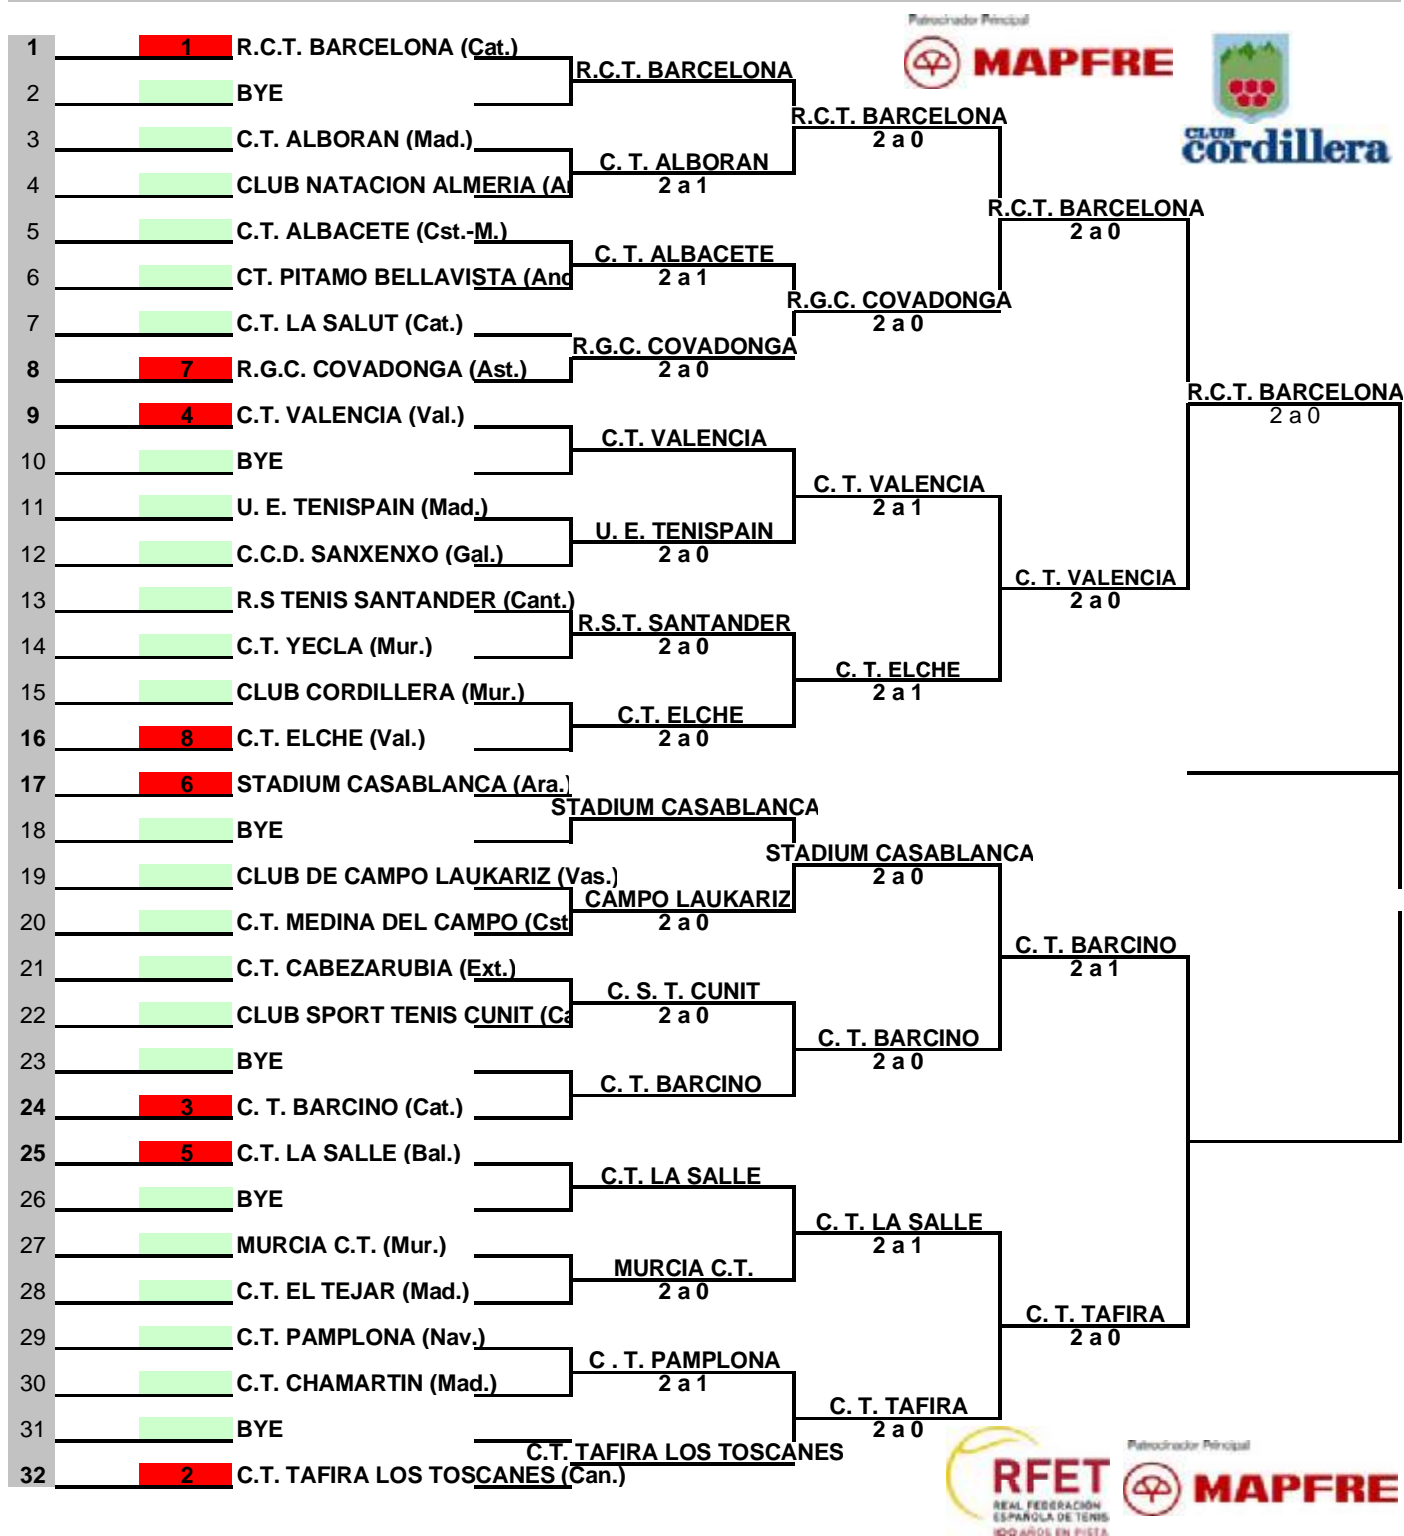 Patrocinador Principal
MAPFRE
CLUB
cordillera
1 1 R.C.T. BARCELONA (Cat.)
R.C.T. BARCELONA
2 BYE
R.C.T. BARCELONA
2 a 0
3 C.T. ALBORAN (Mad.)
C. T. ALBORAN
2 a 1
4 CLUB NATACION ALMERIA (A
R.C.T. BARCELONA
2 a 0
5 C.T. ALBACETE (Cst.-M.)
C. T. ALBACETE
2 a 1
6 CT. PITAMO BELLAVISTA (And
R.G.C. COVADONGA
2 a 0
7 C.T. LA SALUT (Cat.)
R.G.C. COVADONGA
2 a 0
8 7 R.G.C. COVADONGA (Ast.)
R.C.T. BARCELONA
2 a 0
9 4 C.T. VALENCIA (Val.)
C.T. VALENCIA
10 BYE
C. T. VALENCIA
2 a 1
11 U. E. TENISPAIN (Mad.)
U. E. TENISPAIN
2 a 0
12 C.C.D. SANXENXO (Gal.)
C. T. VALENCIA
2 a 0
13 R.S TENIS SANTANDER (Cant.)
R.S.T. SANTANDER
2 a 0
14 C.T. YECLA (Mur.)
C. T. ELCHE
2 a 1
15 CLUB CORDILLERA (Mur.)
C.T. ELCHE
2 a 0
16 8 C.T. ELCHE (Val.)
17 6 STADIUM CASABLANCA (Ara.)
STADIUM CASABLANCA
18 BYE
STADIUM CASABLANCA
2 a 0
19 CLUB DE CAMPO LAUKARIZ (Vas.)
CAMPO LAUKARIZ
2 a 0
20 C.T. MEDINA DEL CAMPO (Cst
C. T. BARCINO
2 a 1
21 C.T. CABEZARUBIA (Ext.)
C. S. T. CUNIT
2 a 0
22 CLUB SPORT TENIS CUNIT (Ca
C. T. BARCINO
2 a 0
23 BYE
C. T. BARCINO
24 3 C. T. BARCINO (Cat.)
25 5 C.T. LA SALLE (Bal.)
C.T. LA SALLE
26 BYE
C. T. LA SALLE
2 a 1
27 MURCIA C.T. (Mur.)
MURCIA C.T.
2 a 0
28 C.T. EL TEJAR (Mad.)
C. T. TAFIRA
2 a 0
29 C.T. PAMPLONA (Nav.)
C . T. PAMPLONA
2 a 1
30 C.T. CHAMARTIN (Mad.)
C. T. TAFIRA
2 a 0
31 BYE
C.T. TAFIRA LOS TOSCANES
32 2 C.T. TAFIRA LOS TOSCANES (Can.)
RFET
REAL FEDERACIÓN
ESPAÑOLA DE TENIS
100 AÑOS EN PISTA
Patrocinador Principal
MAPFRE